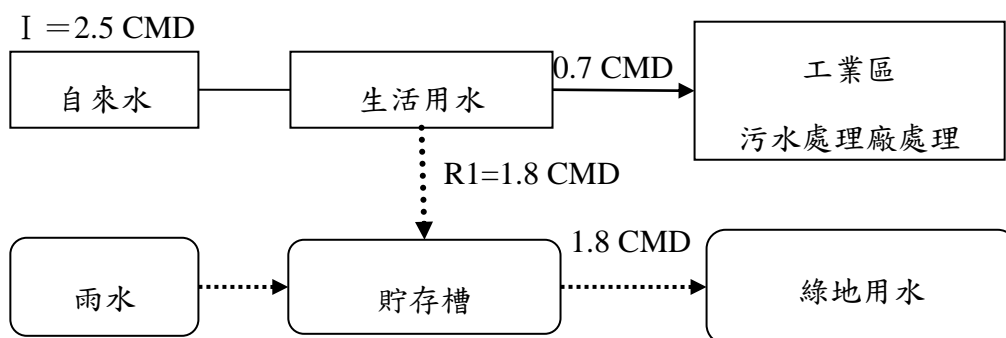 Ⅰ＝2.5 CMD
自來水
生活用水
0.7 CMD
工業區
污水處理廠處理
R1=1.8 CMD
雨水
貯存槽
1.8 CMD
綠地用水